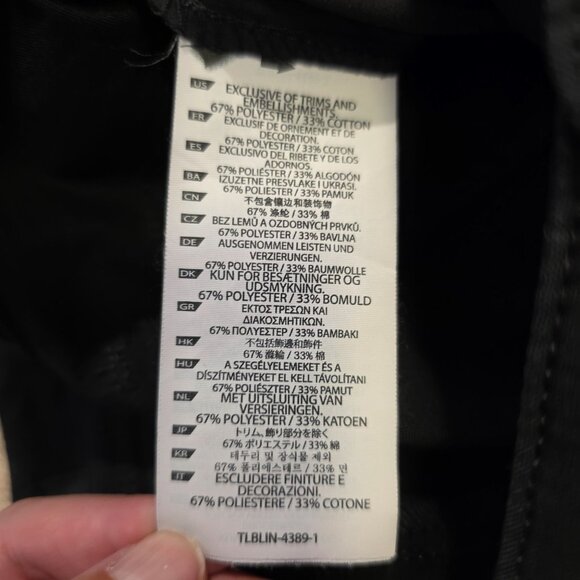 US EXCLUSIVE OF TRIMS AND
EMBELLISHMENTS.
67% POLYESTER / 33% COTTON
FR EXCLUSIF DE ORNEMENT ET DE
DECORATION.
67% POLYESTER / 33% COTON
ES EXCLUSIVO DEL RIBETE Y DE LOS
ADORNOS.
67% POLIÉSTER / 33% ALGODÓN
BA IZUZETNE PRESVLAKE I UKRASI.
67% POLIESTER / 33% PAMUK
CN 不包含镶边和装饰物
67% 涤纶 / 33% 棉
CZ BEZ LEMŮ A OZDOBNÝCH PRVKŮ.
67% POLYESTER / 33% BAVLNA
DE AUSGENOMMEN LEISTEN UND
VERZIERUNGEN.
67% POLYESTER / 33% BAUMWOLLE
DK KUN FOR BESÆTNINGER OG
UDSMYKNING.
67% POLYESTER / 33% BOMULD
GR ΕΚΤΟΣ ΤΡΕΣΩΝ ΚΑΙ
ΔΙΑΚΟΣΜΗΤΙΚΩΝ.
67% ΠΟΛΥΕΣΤΕΡ / 33% ΒΑΜΒΑΚΙ
HK 不包括飾邊和飾件
67% 滌綸 / 33% 棉
HU A SZEGÉLYELEMEKET ÉS A
DÍSZÍTMÉNYEKET EL KELL TÁVOLÍTANI
67% POLIÉSZTER / 33% PAMUT
NL MET UITSLUITING VAN
VERSIERINGEN.
67% POLYESTER / 33% KATOEN
JP トリム、飾り部分を除く
67% ポリエステル / 33% 綿
KR 테두리 및 장식물 제외
67% 폴리에스테르 / 33% 면
IT ESCLUDERE FINITURE E
DECORAZIONI.
67% POLIESTERE / 33% COTONE
TLBLIN-4389-1